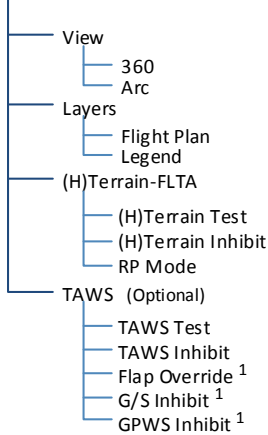 View
360
Arc
Layers
Flight Plan
Legend
(H)Terrain-FLTA
(H)Terrain Test
(H)Terrain Inhibit
RP Mode
TAWS (Optional)
TAWS Test
TAWS Inhibit
Flap Override 1
G/S Inhibit 1
GPWS Inhibit 1